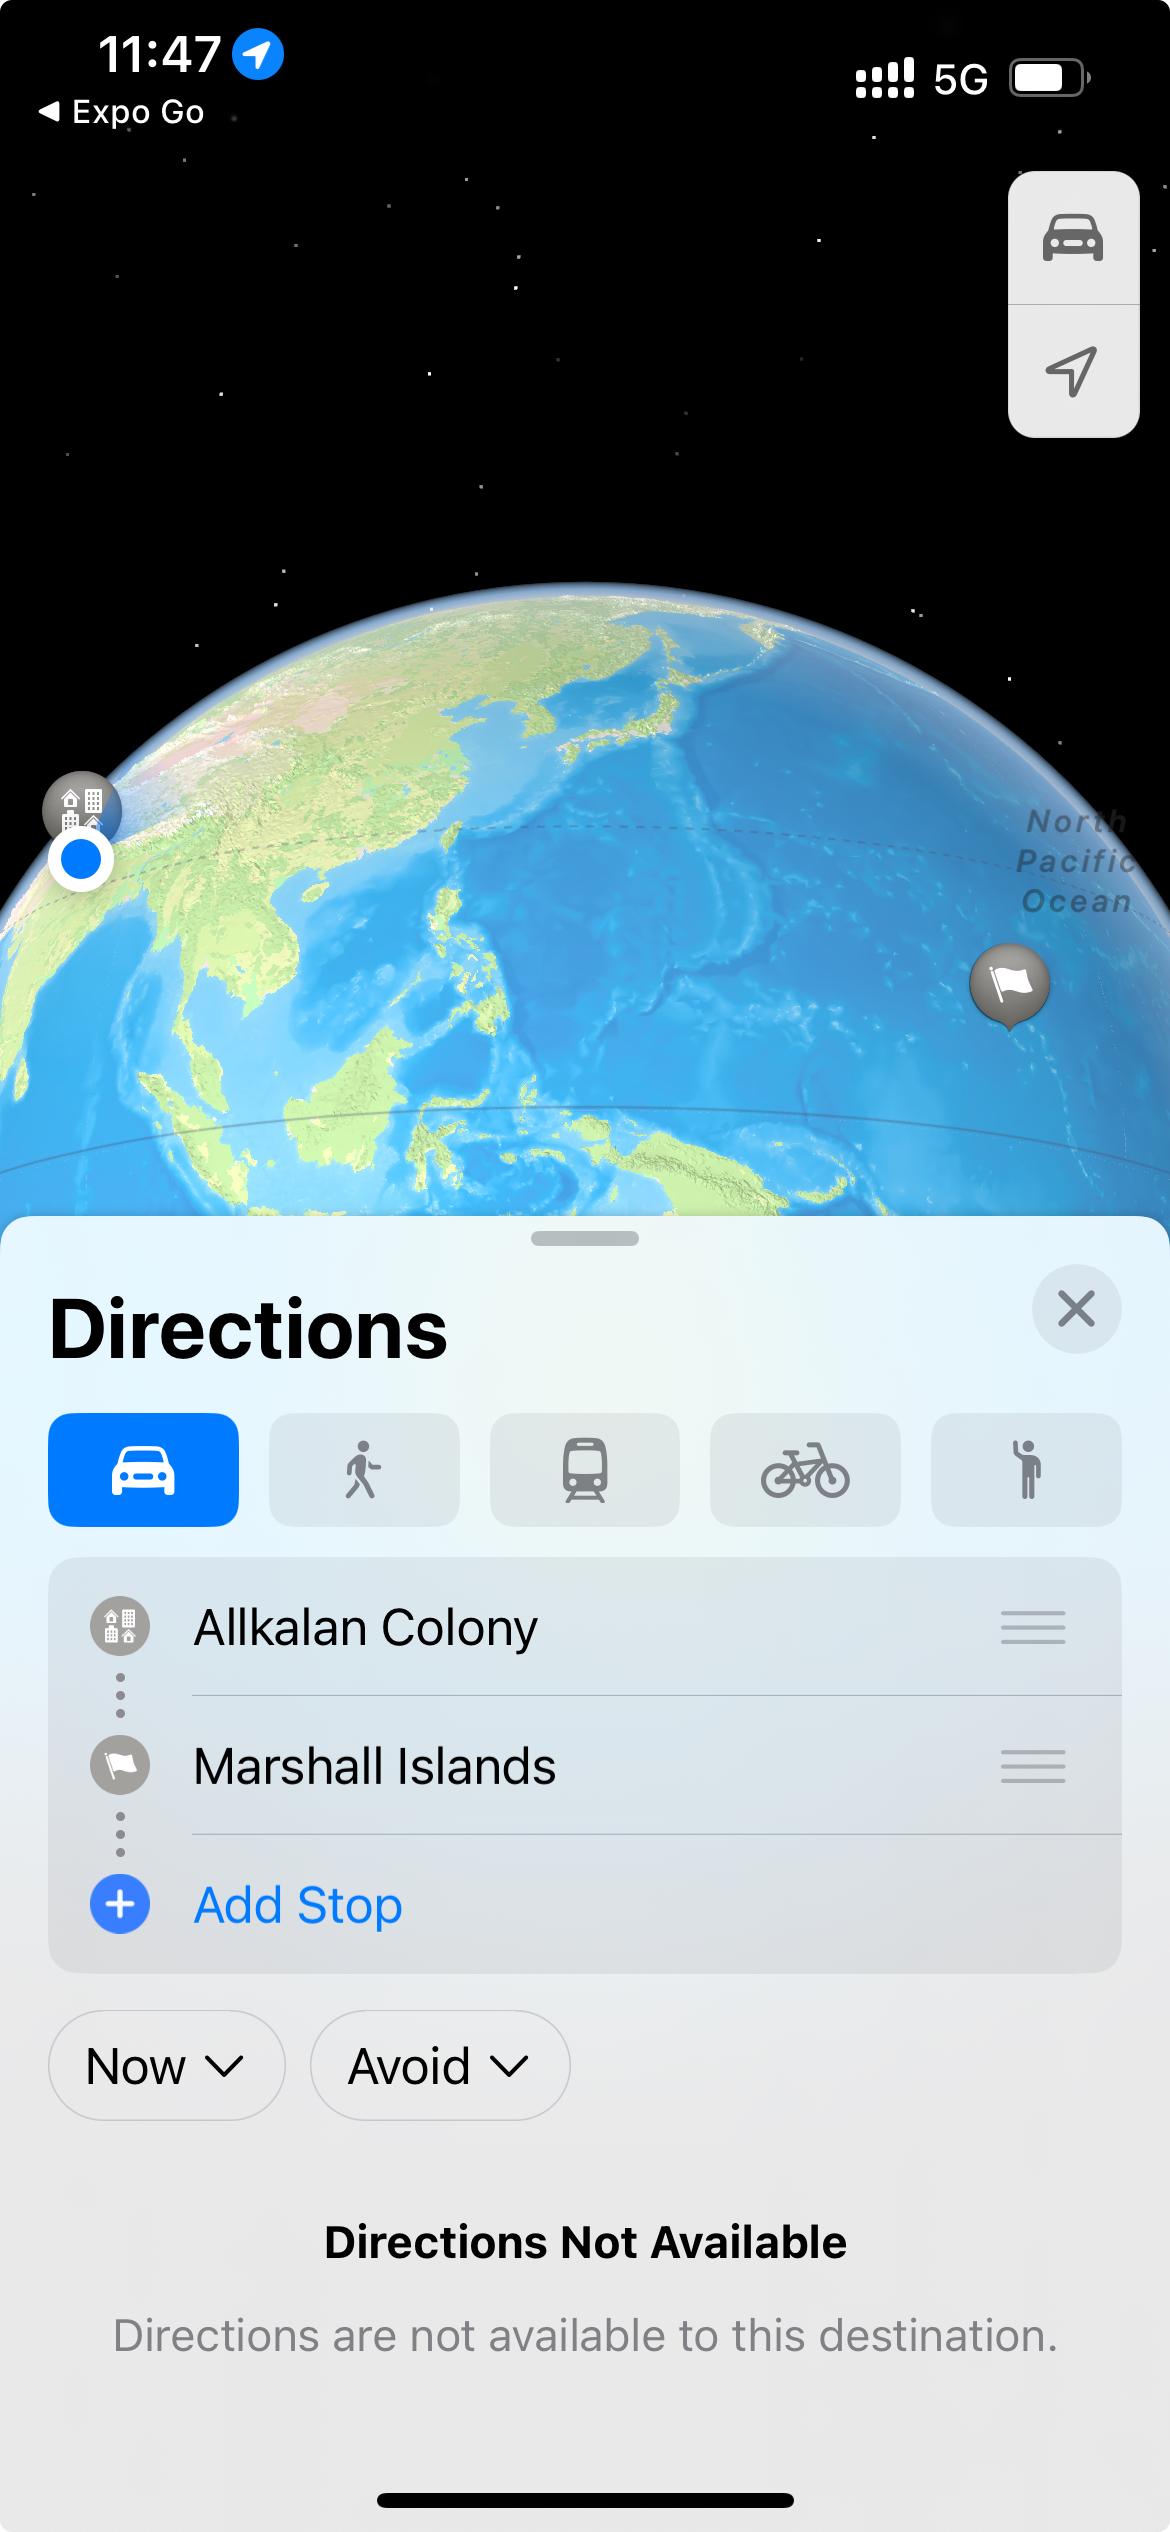 11:47
5G
Expo Go
North
Pacific
Ocean
Directions
Allkalan Colony
Marshall Islands
Add Stop
Now
Avoid
Directions Not Available
Directions are not available to this destination.